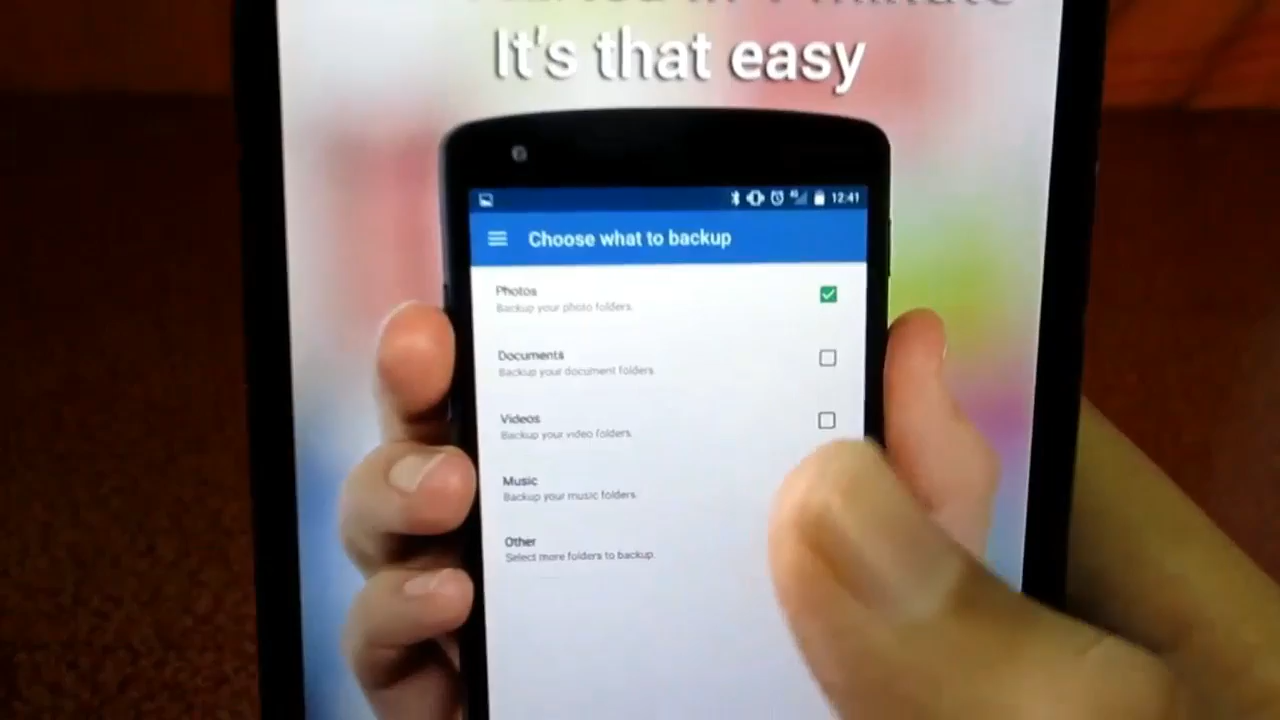 It's that easy
12:41
Choose what to backup
Photos
Backup your photo folders.
Documents
Backup your document folders.
Videos
Backup your video folders.
Music
Backup your music folders.
Other
Select more folders to backup.